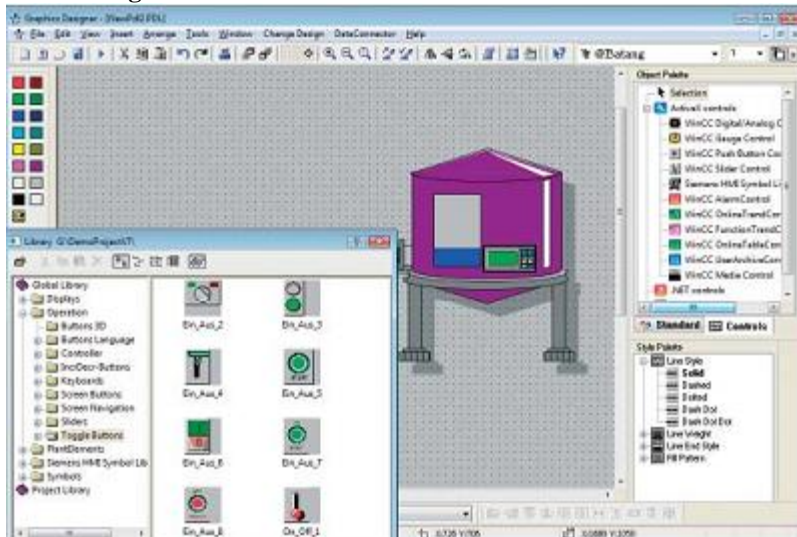 Graphics Designer - [NewPdl2.PDL]
File Edit View Insert Arrange Tools Window Change Design DataConnector Help
@Batang 1
Object Palette
Selection
ActiveX controls
WinCC Digital/Analog C
WinCC Gauge Control
WinCC Push Button Con
WinCC Slider Control
Siemens HMI Symbol Li
WinCC AlarmControl
WinCC OnlineTrendCon
WinCC FunctionTrendC
WinCC OnlineTableCon
WinCC UserArchiveCon
WinCC Media Control
.NET controls
Standard Controls
Style Palette
Line Style
Solid
Dashed
Dotted
Dash Dot
Dash Dot Dot
Line Weight
Line End Style
Fill Pattern
Library G:\DemoProject\7\
Global Library
Displays
Operation
Buttons 3D
Buttons Language
Controller
IncrDecr-Buttons
Keyboards
Screen Buttons
Screen Navigation
Sliders
Toggle Buttons
PlantElements
Siemens HMI Symbol Lib
Symbols
Project Library
Ein_Aus_2 Ein_Aus_3
Ein_Aus_4 Ein_Aus_5
Ein_Aus_6 Ein_Aus_7
Ein_Aus_8 On_Off_1